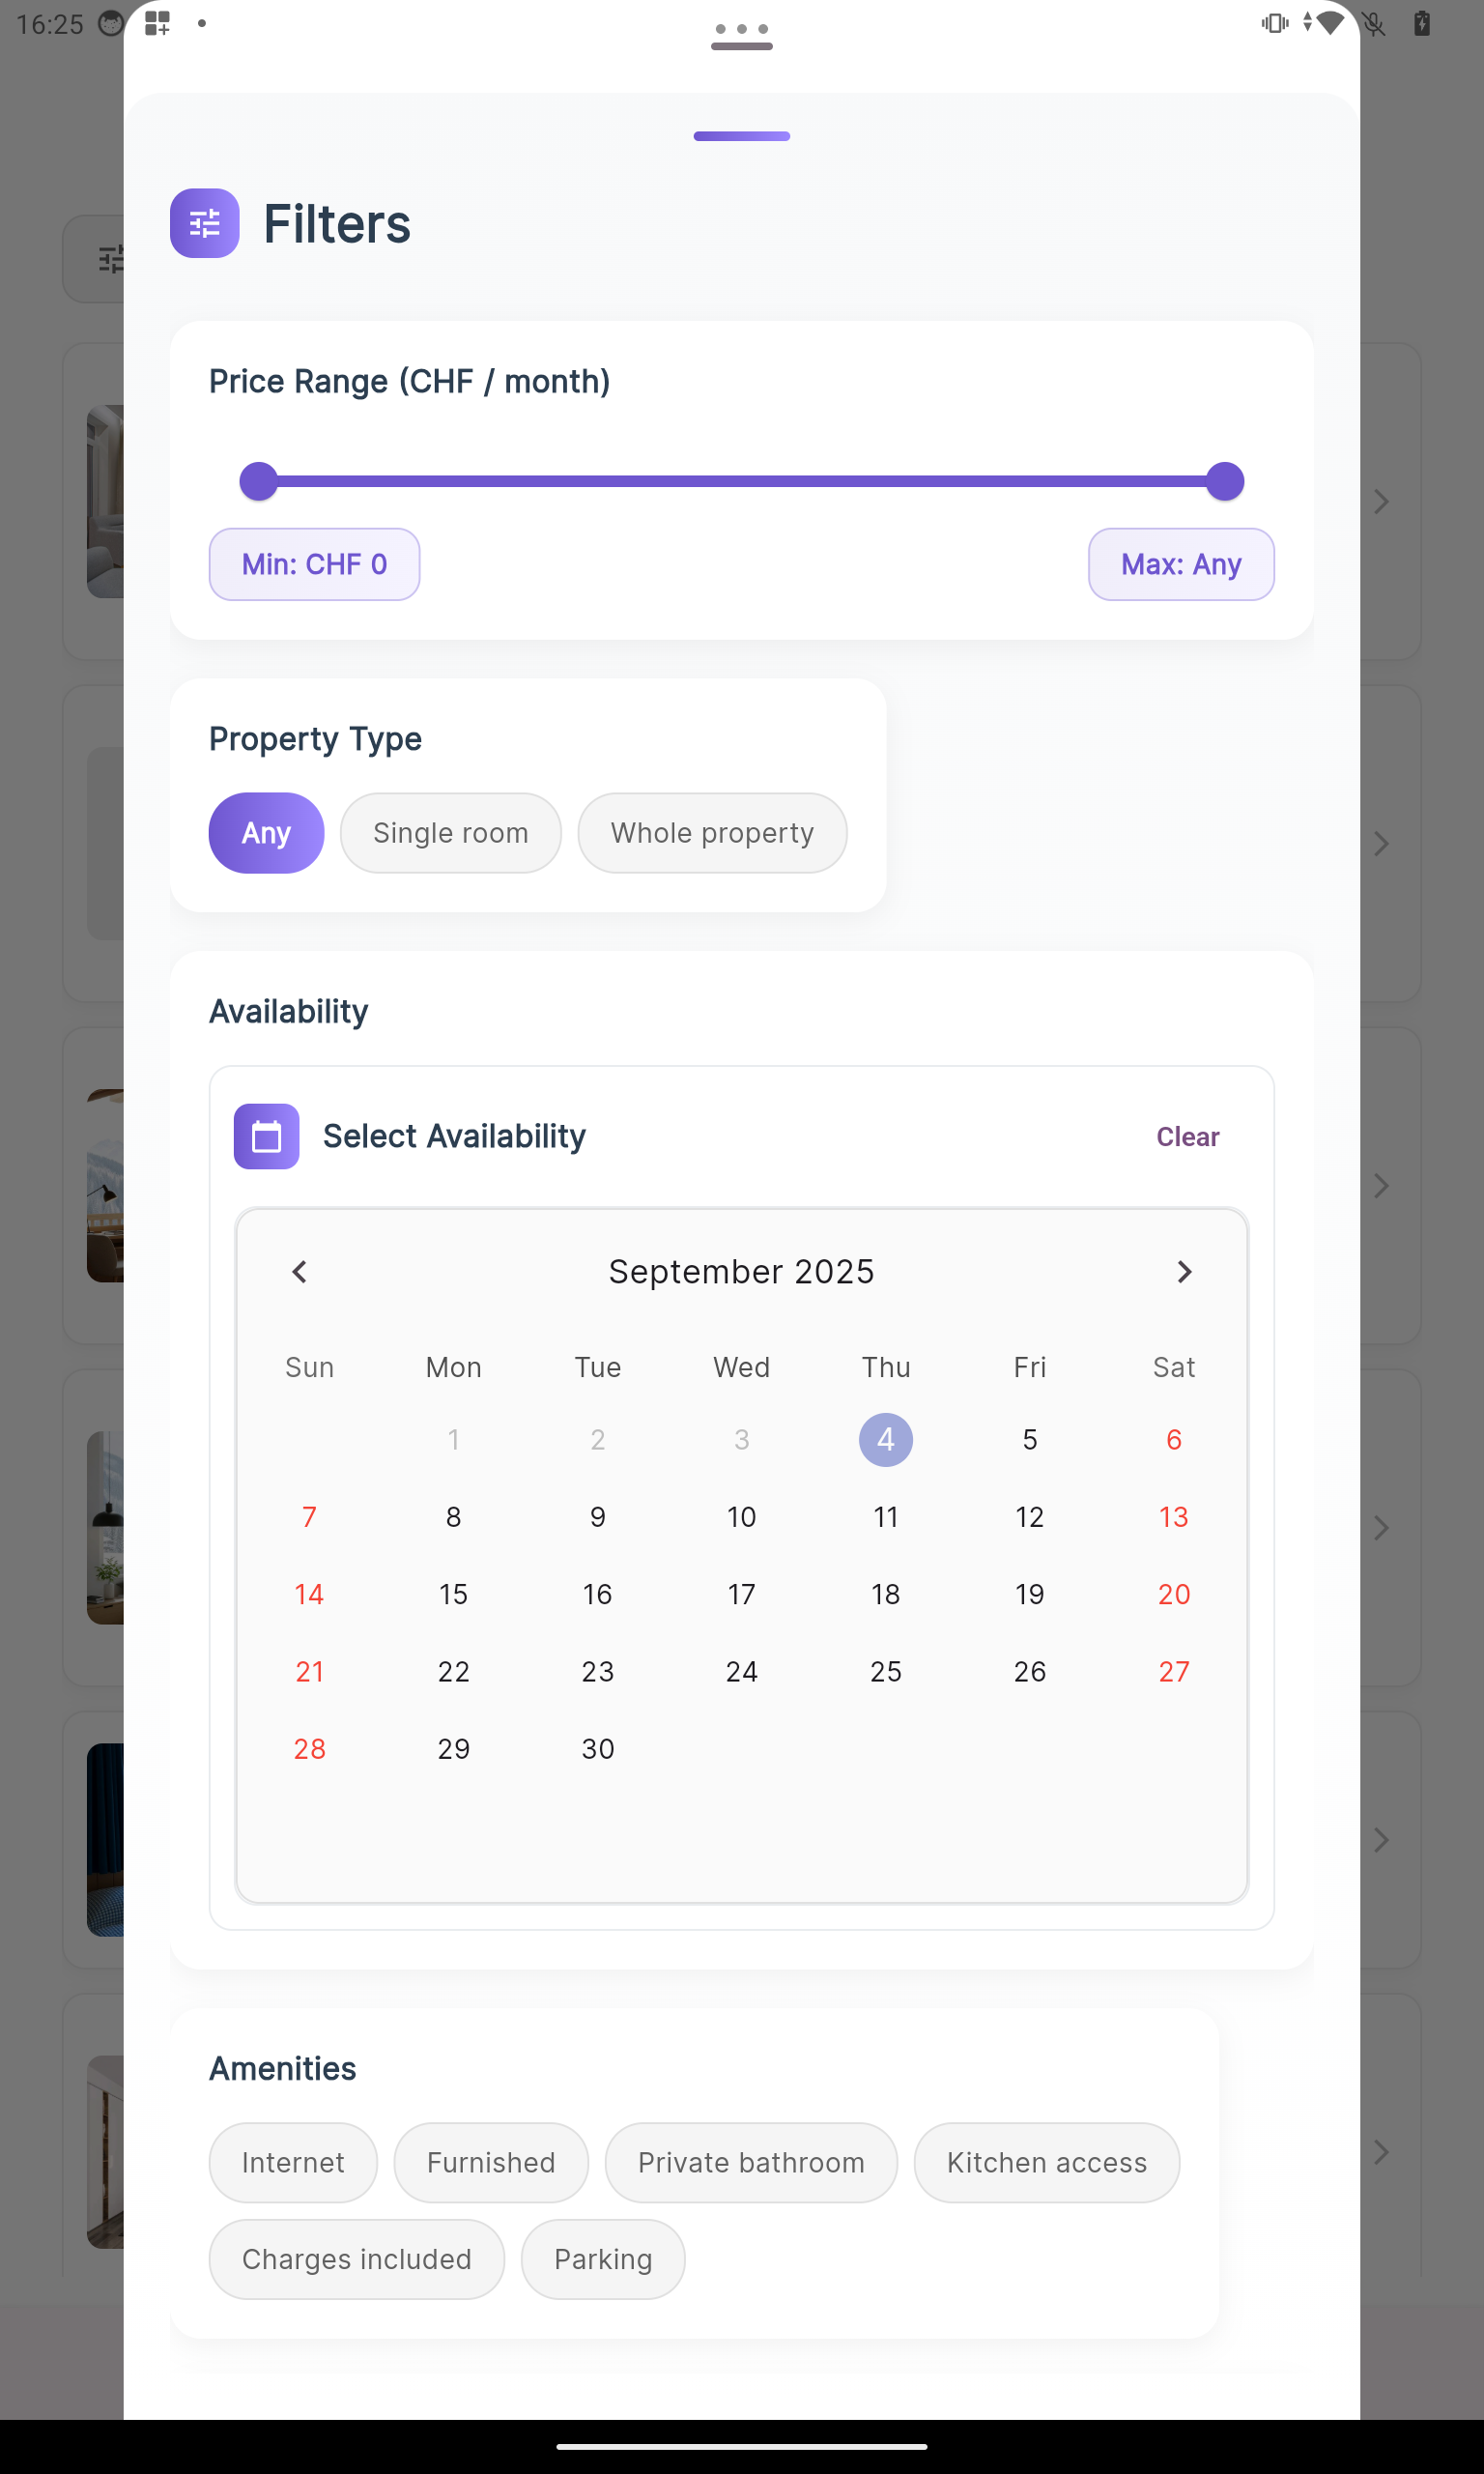 16:25
Filters
Price Range (CHF / month)
Min: CHF 0 Max: Any
Property Type
Any Single room Whole property
Availability
Select Availability Clear
September 2025
Sun Mon Tue Wed Thu Fri Sat
1 2 3 4 5 6
7 8 9 10 11 12 13
14 15 16 17 18 19 20
21 22 23 24 25 26 27
28 29 30
Amenities
Internet Furnished Private bathroom Kitchen access
Charges included Parking